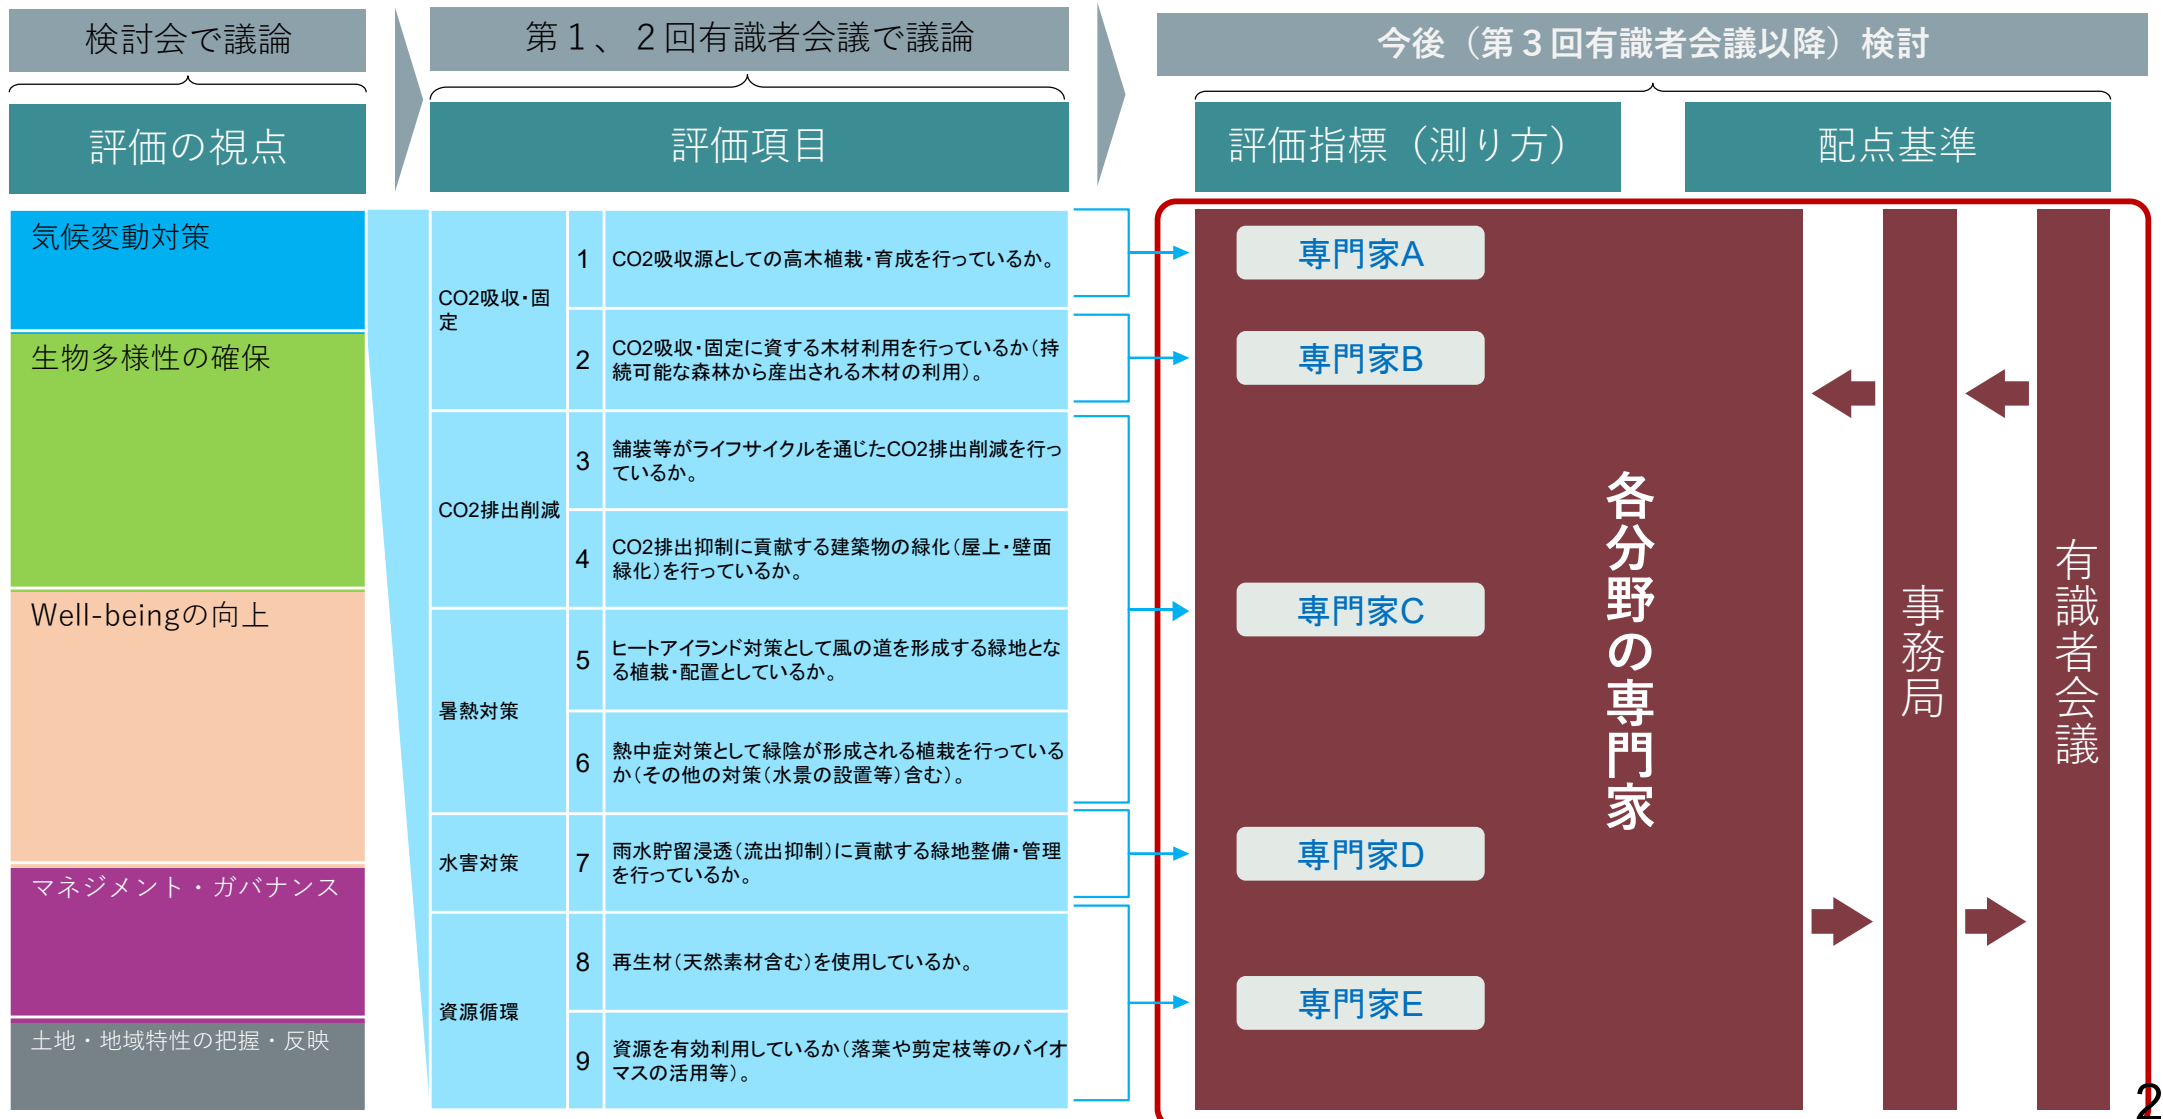 検討会で議論
第１、２回有識者会議で議論
今後（第３回有識者会議以降）検討
評価の視点
評価項目
評価指標（測り方）
配点基準
気候変動対策
生物多様性の確保
Well-beingの向上
マネジメント・ガバナンス
土地・地域特性の把握・反映
CO2吸収・固
定
1
CO2吸収源としての高木植栽・育成を行っているか。
2
CO2吸収・固定に資する木材利用を行っているか（持
続可能な森林から産出される木材の利用）。
CO2排出削減
3
舗装等がライフサイクルを通じたCO2排出削減を行っ
ているか。
4
CO2排出抑制に貢献する建築物の緑化（屋上・壁面
緑化）を行っているか。
暑熱対策
5
ヒートアイランド対策として風の道を形成する緑地とな
る植栽・配置としているか。
6
熱中症対策として緑陰が形成される植栽を行っている
か（その他の対策（水景の設置等）含む）。
水害対策
7
雨水貯留浸透（流出抑制）に貢献する緑地整備・管理
を行っているか。
資源循環
8
再生材（天然素材含む）を使用しているか。
9
資源を有効利用しているか（落葉や剪定枝等のバイオ
マスの活用等）。
専門家A
専門家B
専門家C
専門家D
専門家E
各分野の専門家
事務局
有識者会議
2